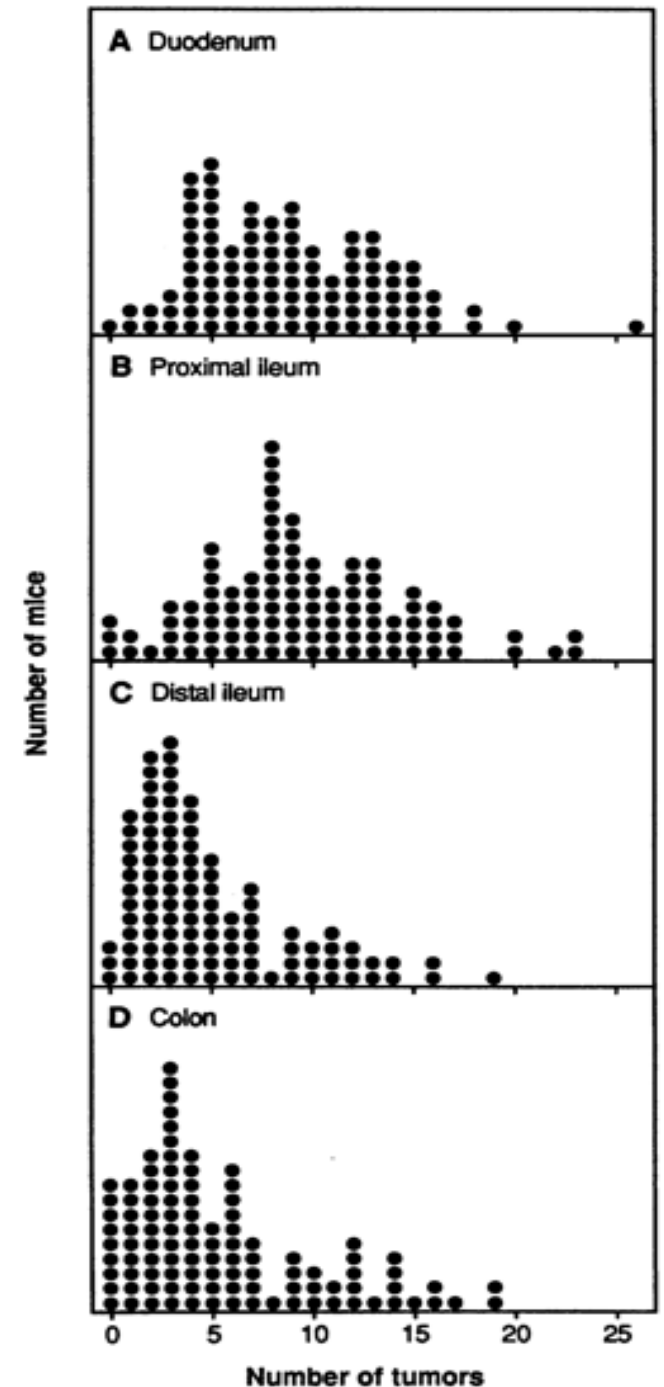 A Duodenum
B Proximal ileum
C Distal ileum
D Colon
Number of mice
0 5 10 15 20 25
Number of tumors